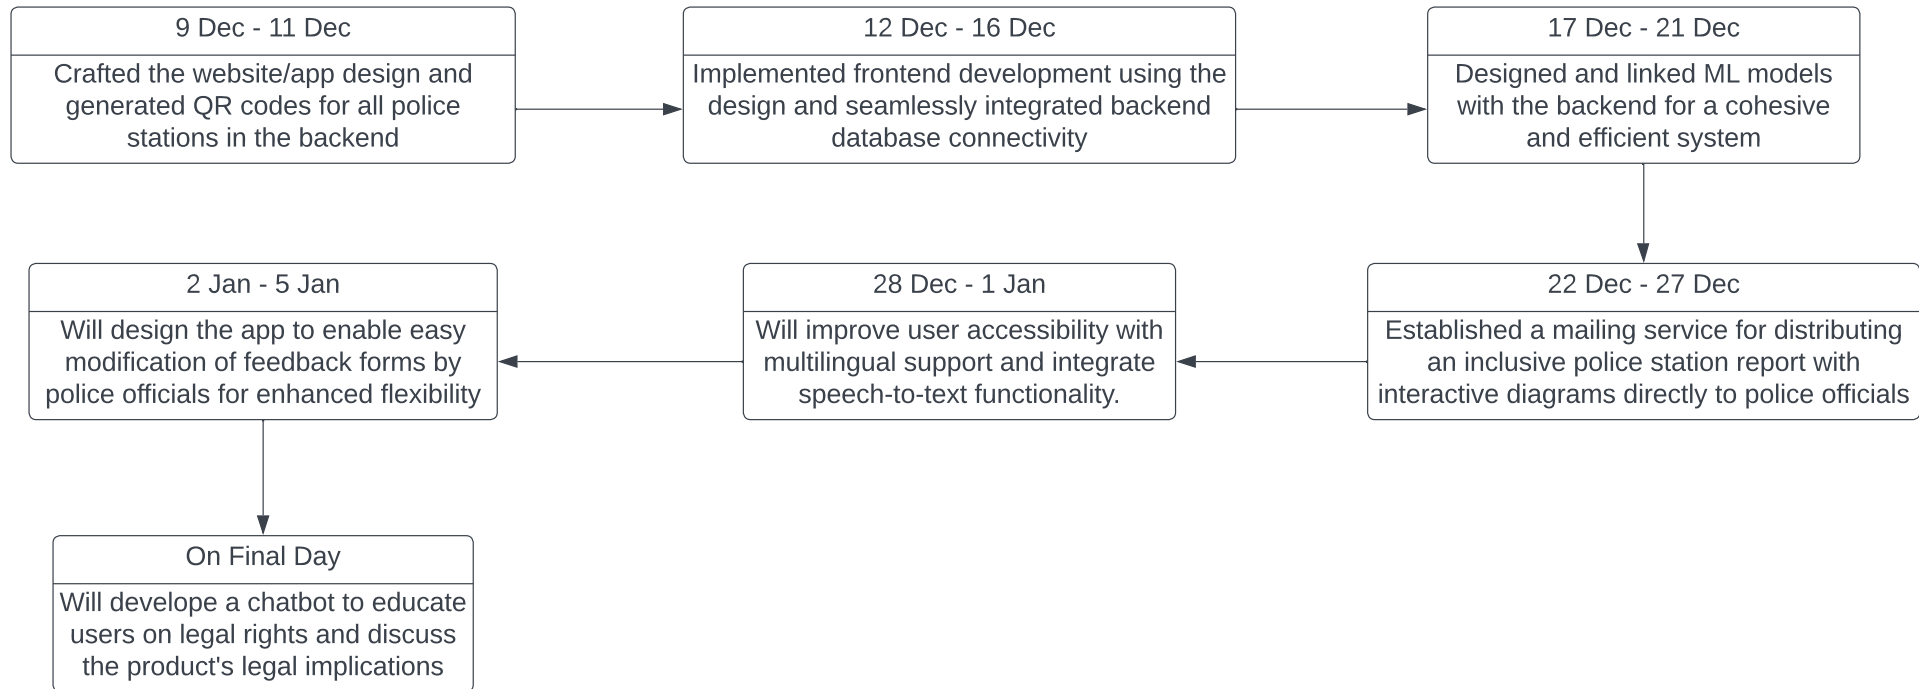 9 Dec - 11 Dec
Crafted the website/app design and
generated QR codes for all police
stations in the backend
12 Dec - 16 Dec
Implemented frontend development using the
design and seamlessly integrated backend
database connectivity
17 Dec - 21 Dec
Designed and linked ML models
with the backend for a cohesive
and efficient system
22 Dec - 27 Dec
Established a mailing service for distributing
an inclusive police station report with
interactive diagrams directly to police officials
28 Dec - 1 Jan
Will improve user accessibility with
multilingual support and integrate
speech-to-text functionality.
2 Jan - 5 Jan
Will design the app to enable easy
modification of feedback forms by
police officials for enhanced flexibility
On Final Day
Will develope a chatbot to educate
users on legal rights and discuss
the product's legal implications